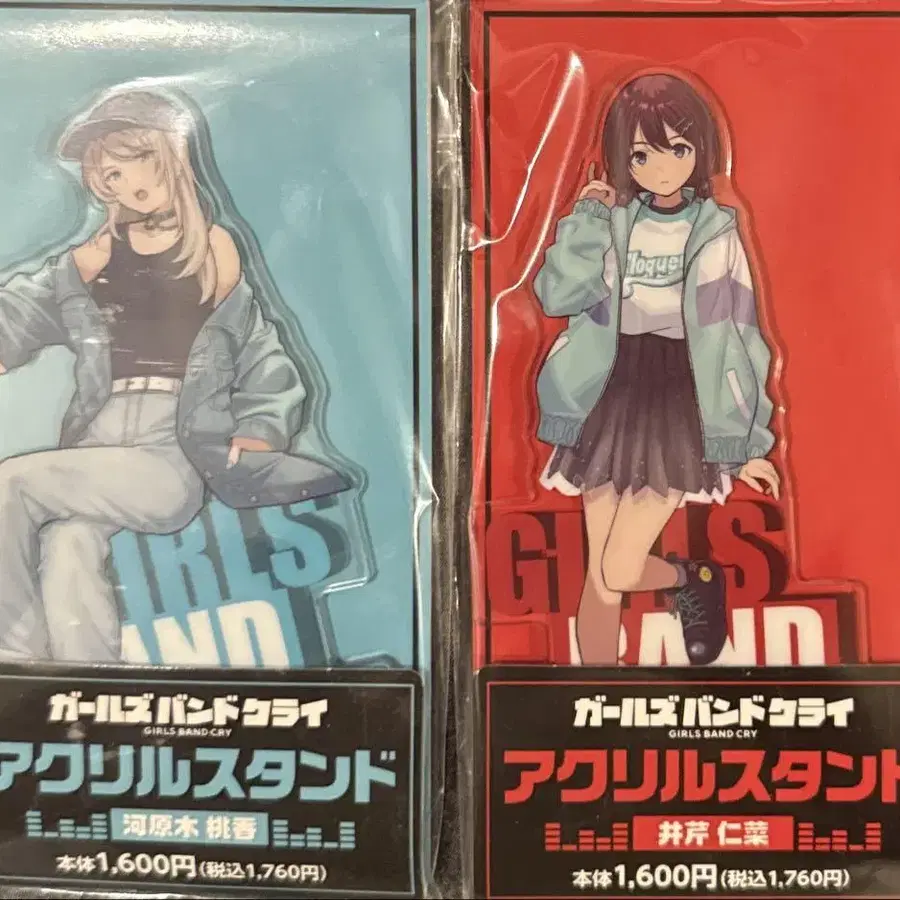 GIRLS
AND
ガールズバンドクライ
GIRLS BAND CRY
アクリルスタンド
河原木 桃香
本体1,600円(税込1,760円)
GIRLS
BAND
ガールズバンドクライ
GIRLS BAND CRY
アクリルスタンド
井芹 仁菜
本体1,600円(税込1,760円)